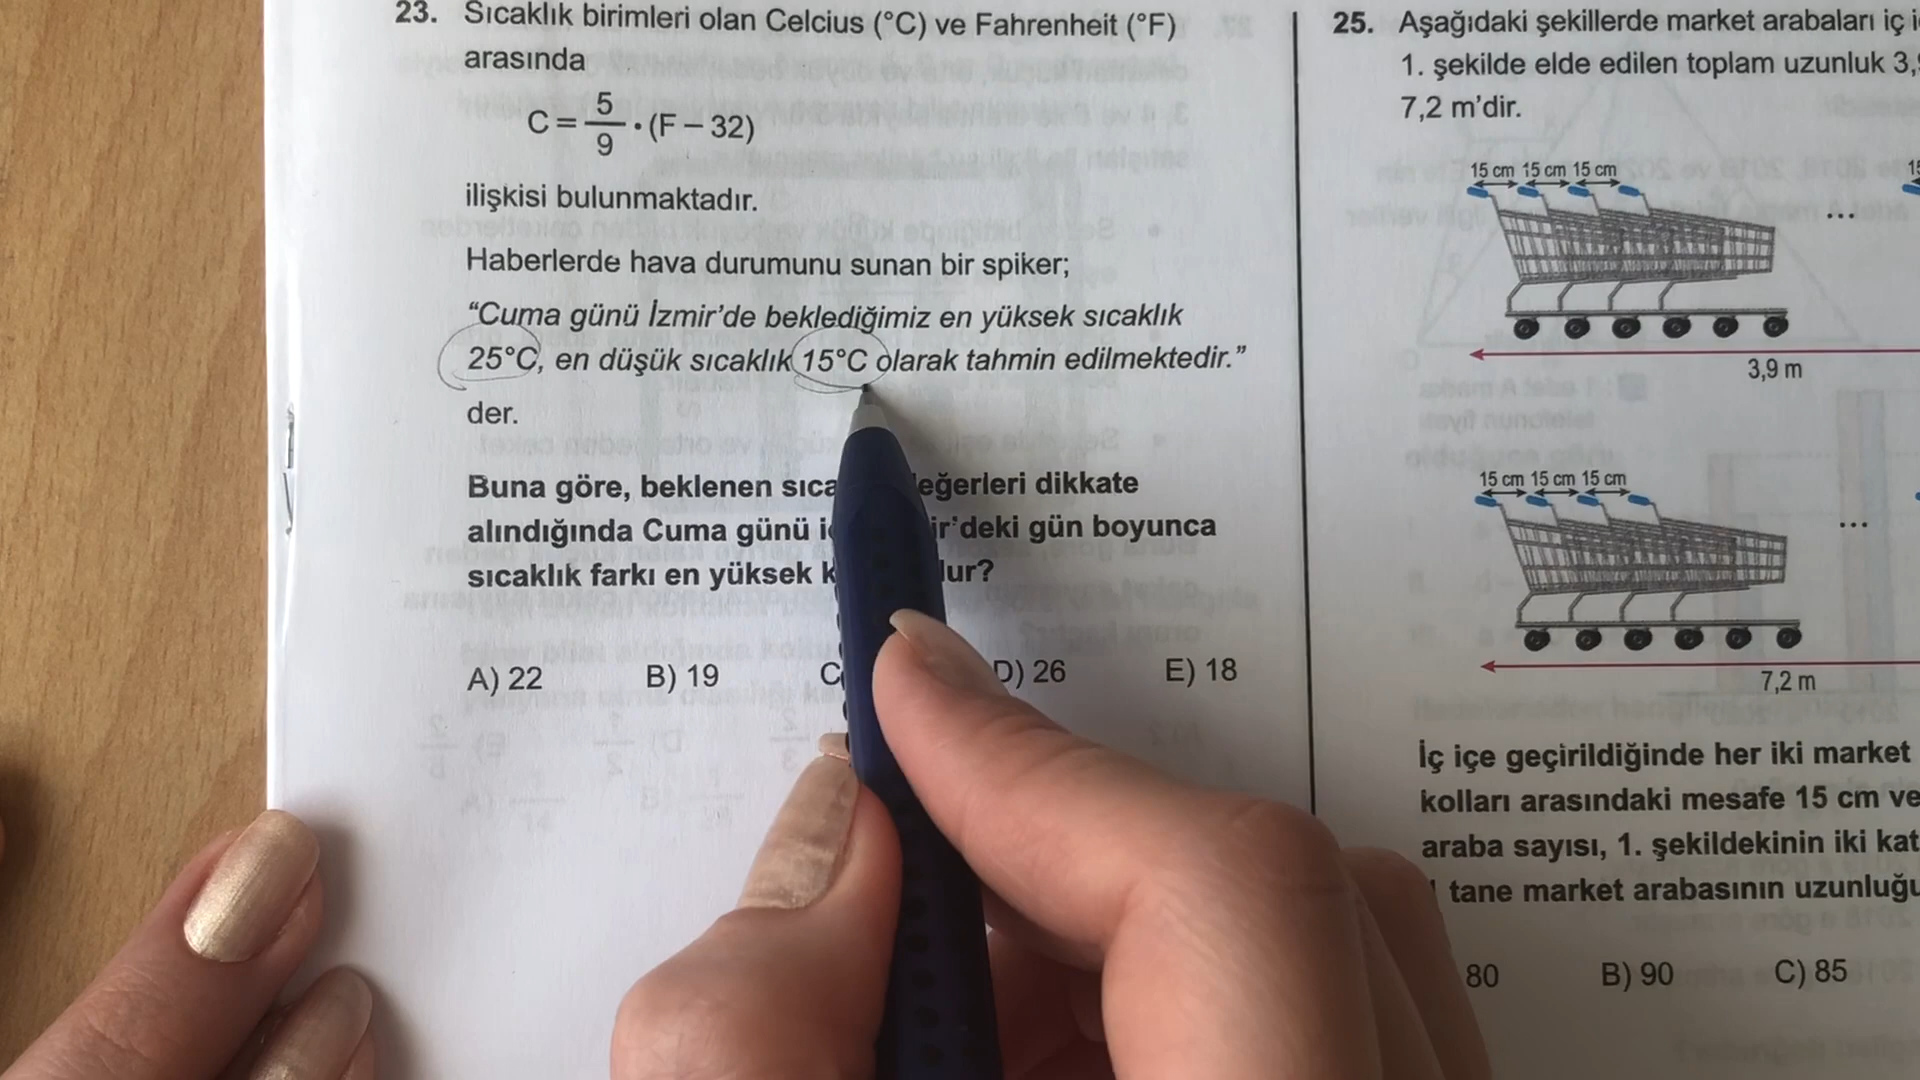 23. Sıcaklık birimleri olan Celcius (°C) ve Fahrenheit (°F)
arasında
C = 5/9 · (F – 32)
ilişkisi bulunmaktadır.
Haberlerde hava durumunu sunan bir spiker;
“Cuma günü İzmir’de beklediğimiz en yüksek sıcaklık
25°C, en düşük sıcaklık 15°C olarak tahmin edilmektedir.”
der.
Buna göre, beklenen dikkate
alındığında Cuma günü gün boyunca
sıcaklık farkı en yüksek
A) 22 B) 19 C D) 26 E) 18
25. Aşağıdaki şekillerde market arabaları iç
1. şekilde elde edilen toplam uzunluk 3,
7,2 m’dir.
15 cm 15 cm 15 cm
...
3,9 m
15 cm 15 cm 15 cm
...
7,2 m
İç içe geçirildiğinde her iki market
kolları arasındaki mesafe 15 cm ve
araba sayısı, 1. şekildekinin iki kat
tane market arabasının uzunluğu
80 B) 90 C) 85